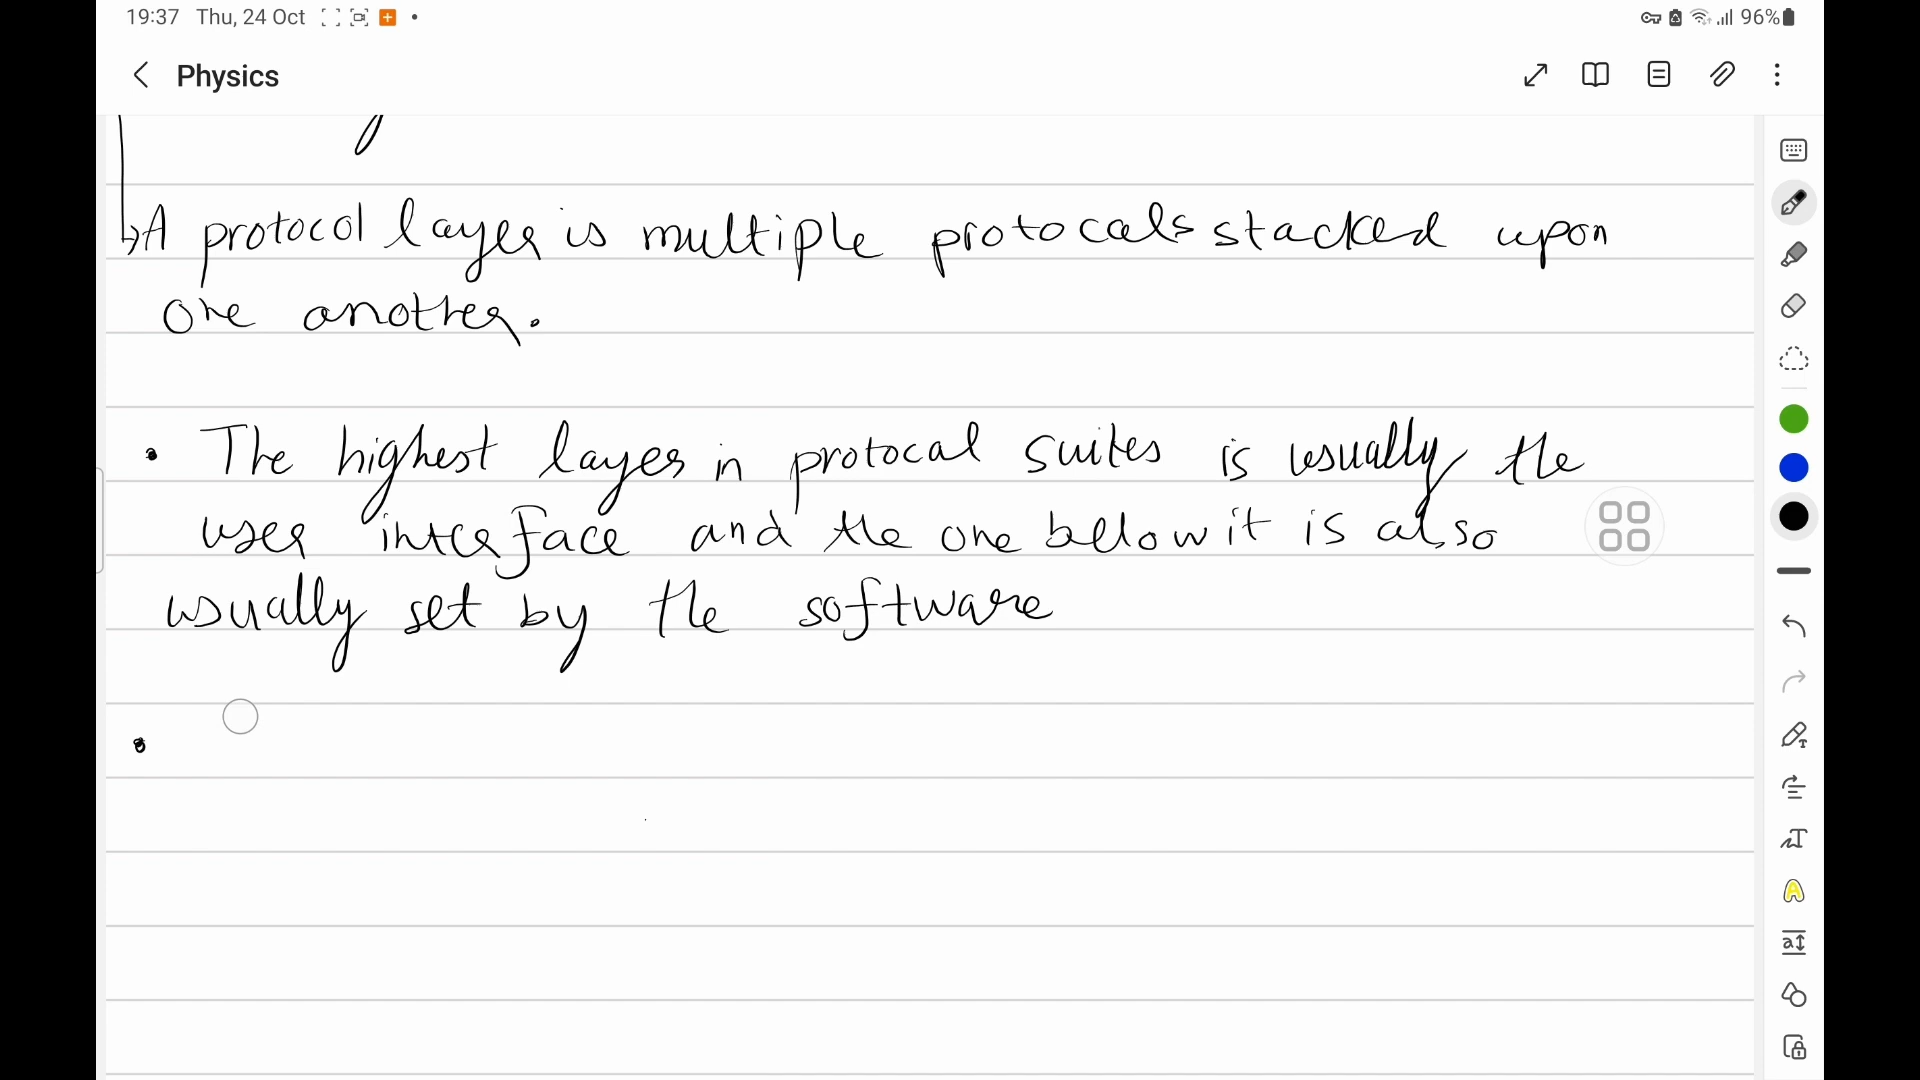 19:37 Thu, 24 Oct 96%
Physics
A protocol layer is multiple protocals stacked upon
one another.
• The highest layer in protocal suites is usually the
user interface and the one bellow it is also
usually set by the software
•